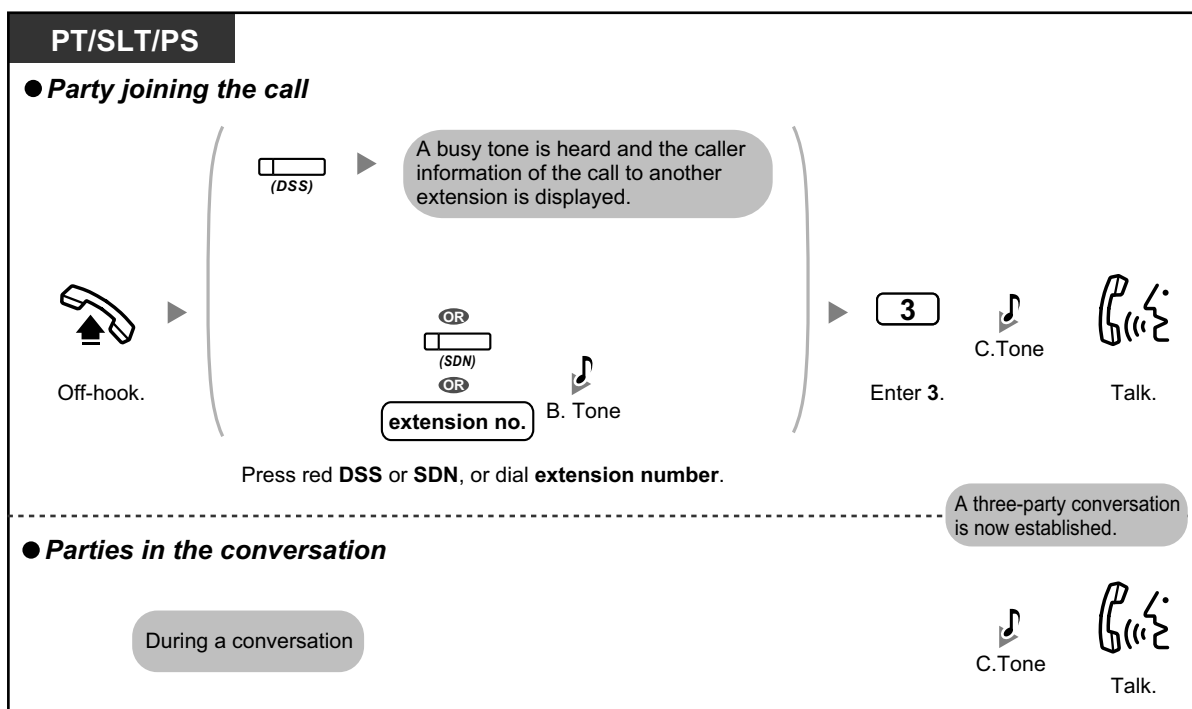 PT/SLT/PS
● Party joining the call
(DSS)
A busy tone is heard and the caller
information of the call to another
extension is displayed.
OR
(SDN)
OR
extension no.
B. Tone
Off-hook.
3
C.Tone
Enter 3.
Talk.
Press red DSS or SDN, or dial extension number.
A three-party conversation
is now established.
● Parties in the conversation
During a conversation
C.Tone
Talk.